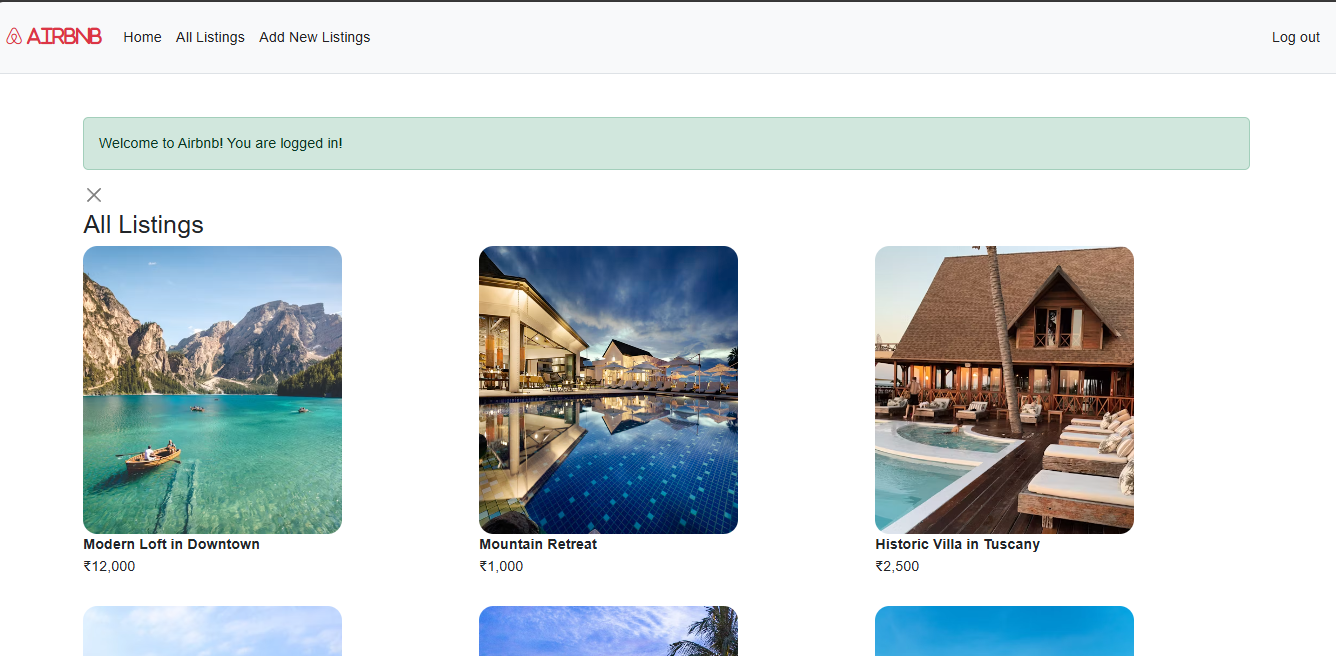 AIRBNB Home All Listings Add New Listings Log out
Welcome to Airbnb! You are logged in!
All Listings
Modern Loft in Downtown
₹12,000
Mountain Retreat
₹1,000
Historic Villa in Tuscany
₹2,500